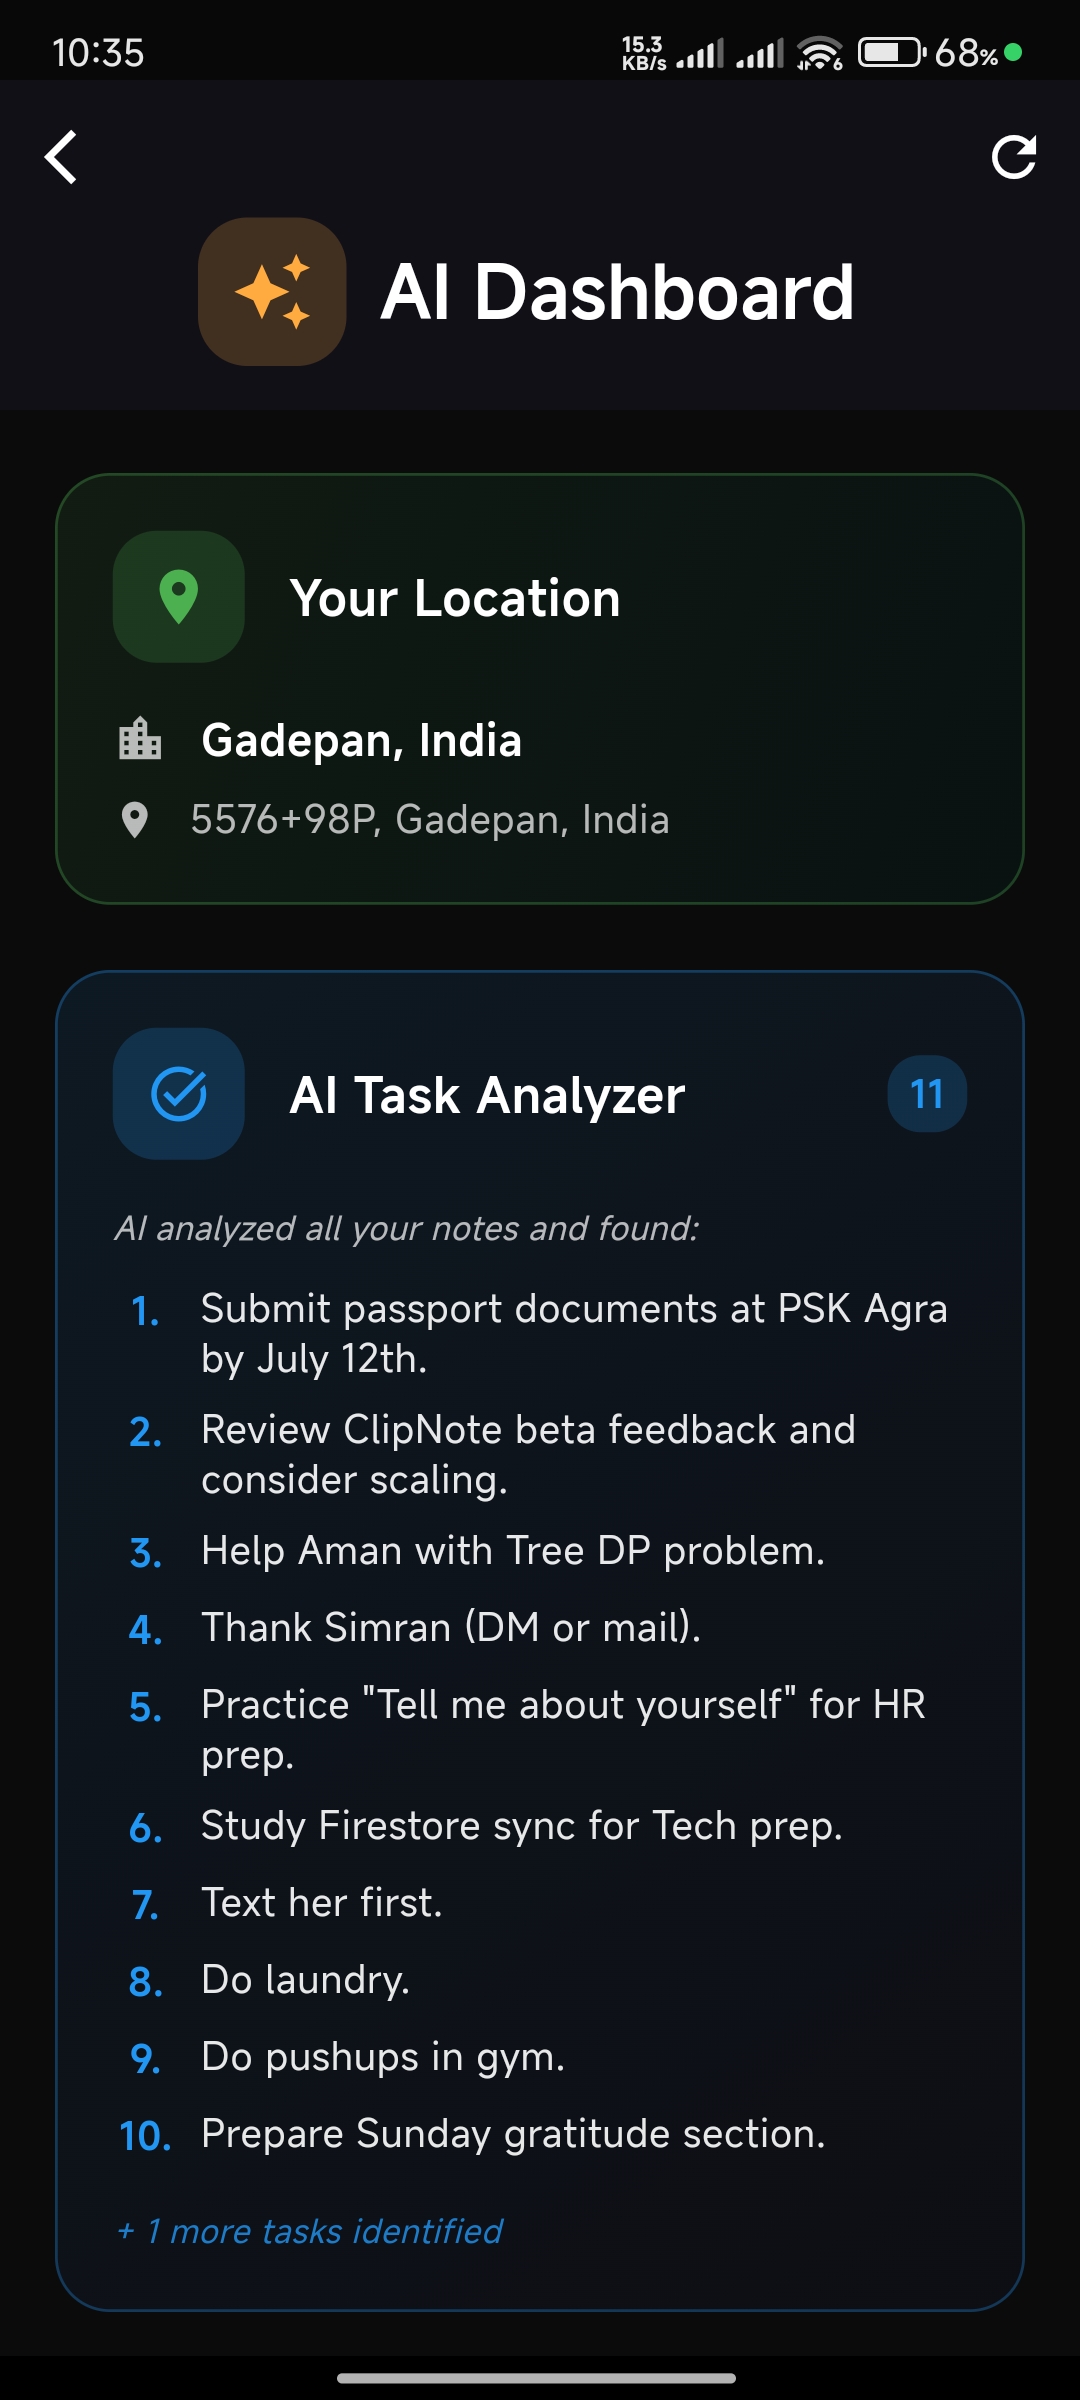 10:35
15.3
KB/s
6
68%
AI Dashboard
Your Location
Gadepan, India
5576+98P, Gadepan, India
AI Task Analyzer
11
AI analyzed all your notes and found:
1. Submit passport documents at PSK Agra
by July 12th.
2. Review ClipNote beta feedback and
consider scaling.
3. Help Aman with Tree DP problem.
4. Thank Simran (DM or mail).
5. Practice "Tell me about yourself" for HR
prep.
6. Study Firestore sync for Tech prep.
7. Text her first.
8. Do laundry.
9. Do pushups in gym.
10. Prepare Sunday gratitude section.
+ 1 more tasks identified